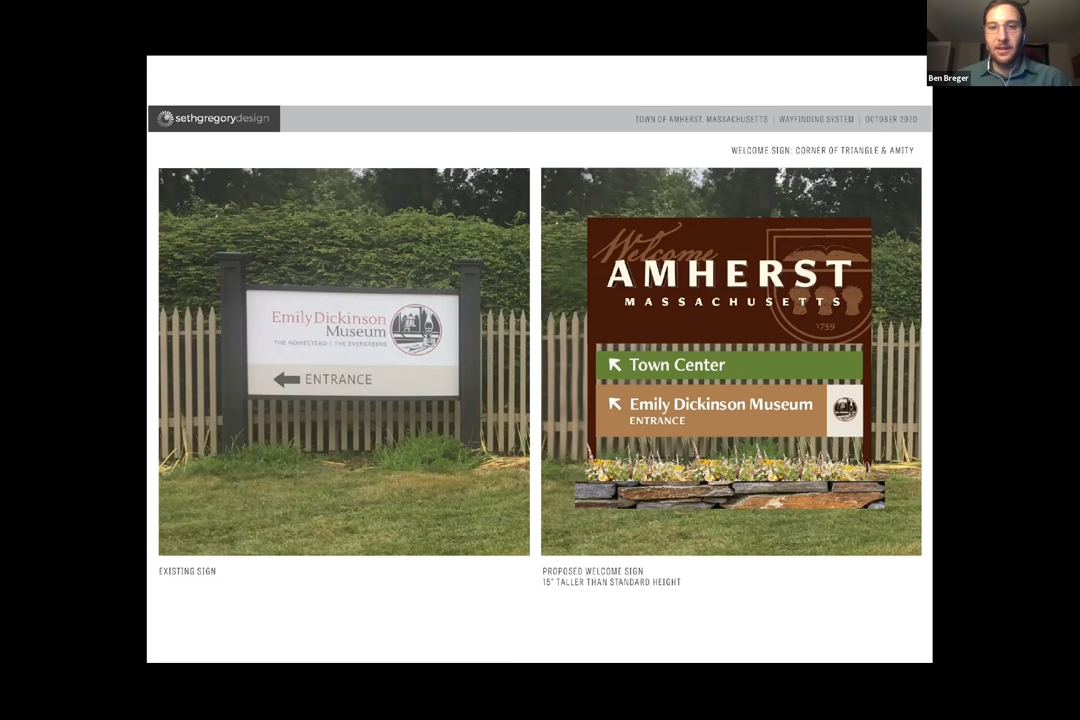 Ben Breger
sethgregorydesign
TOWN OF AMHERST, MASSACHUSETTS | WAYFINDING SYSTEM | OCTOBER 2020
WELCOME SIGN: CORNER OF TRIANGLE & AMITY
Emily Dickinson
Museum
THE HOMESTEAD | THE EVERGREENS
ENTRANCE
Welcome
AMHERST
MASSACHUSETTS
1759
Town Center
Emily Dickinson Museum
ENTRANCE
EXISTING SIGN
PROPOSED WELCOME SIGN
15" TALLER THAN STANDARD HEIGHT